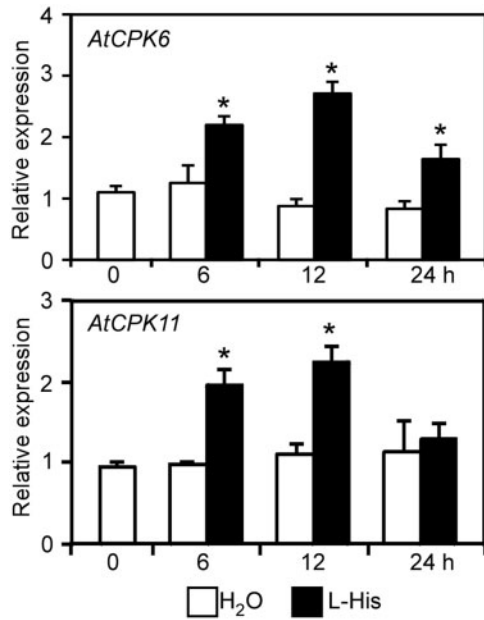 AtCPK6
Relative expression
4
3
2
1
0
*
*
*
0 6 12 24 h
AtCPK11
Relative expression
3
2
1
0
*
*
0 6 12 24 h
H₂O L-His